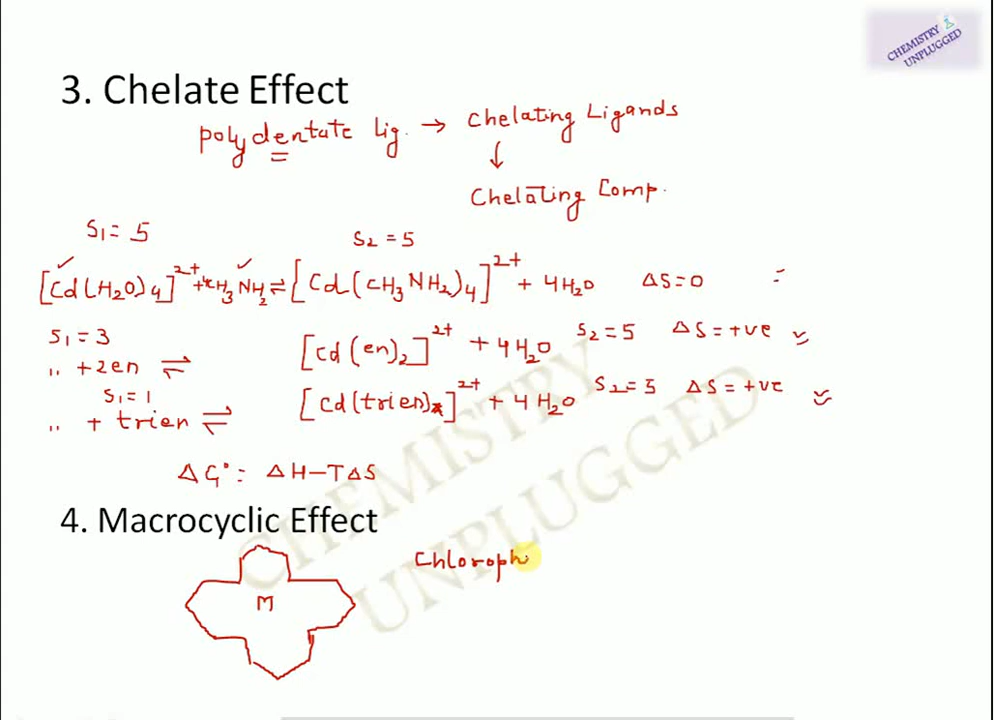 CHEMISTRY
UNPLUGGED
3. Chelate Effect
Polydentate Lig. → Chelating Ligands
↓
Chelating Comp.
S₁ = 5 S₂ = 5
[Cd(H₂O)₄]²⁺ + 4CH₃NH₂ ⇌ [Cd(CH₃NH₂)₄]²⁺ + 4H₂O ΔS=0
S₁ = 3
,, +2en ⇌ [Cd(en)₂]²⁺ + 4H₂O S₂ = 5 ΔS = +ve
S₁ = 1
,, + trien ⇌ [Cd(trien)]²⁺ + 4H₂O S₂ = 5 ΔS = +ve
ΔG° = ΔH-TΔS
4. Macrocyclic Effect
M
Chloroph
CHEMISTRY
UNPLUGGED